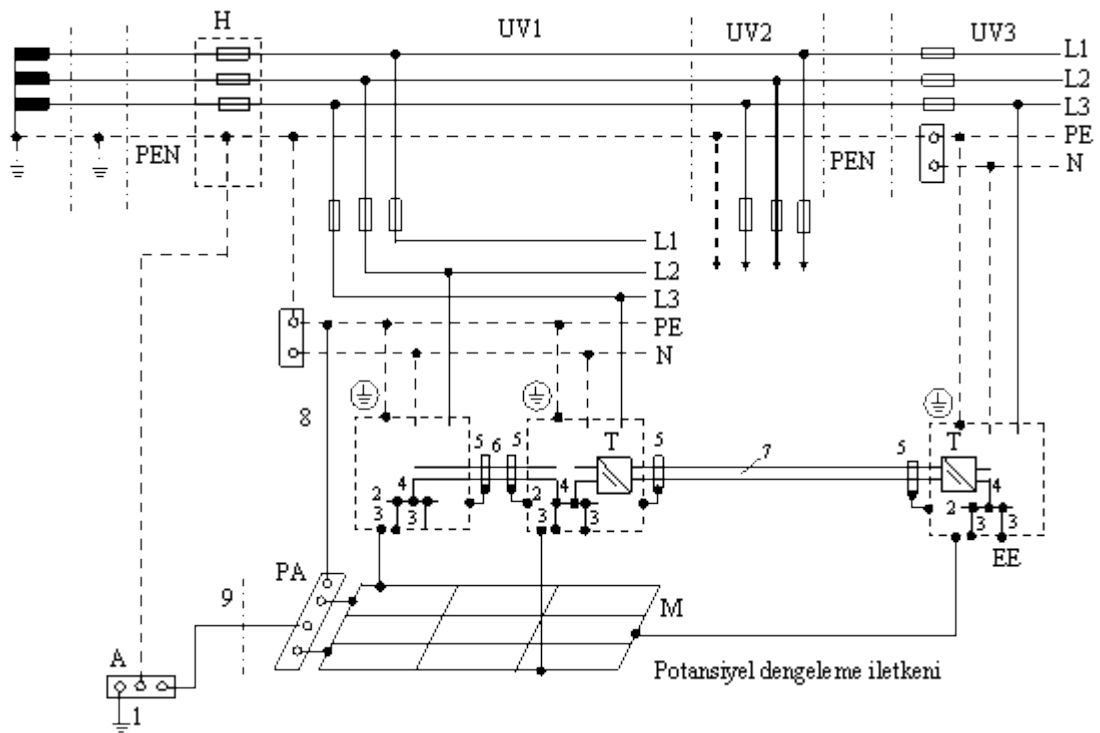 H
UV1
UV2
UV3
L1
L2
L3
PEN
PEN
PE
N
L1
L2
L3
PE
N
8
5 6 5 T 5 7 5 T
4 4 4
2 2 2
3 3 3 3 3 3
EE
PA
9
M
A
Potansiyel dengeleme iletkeni
1